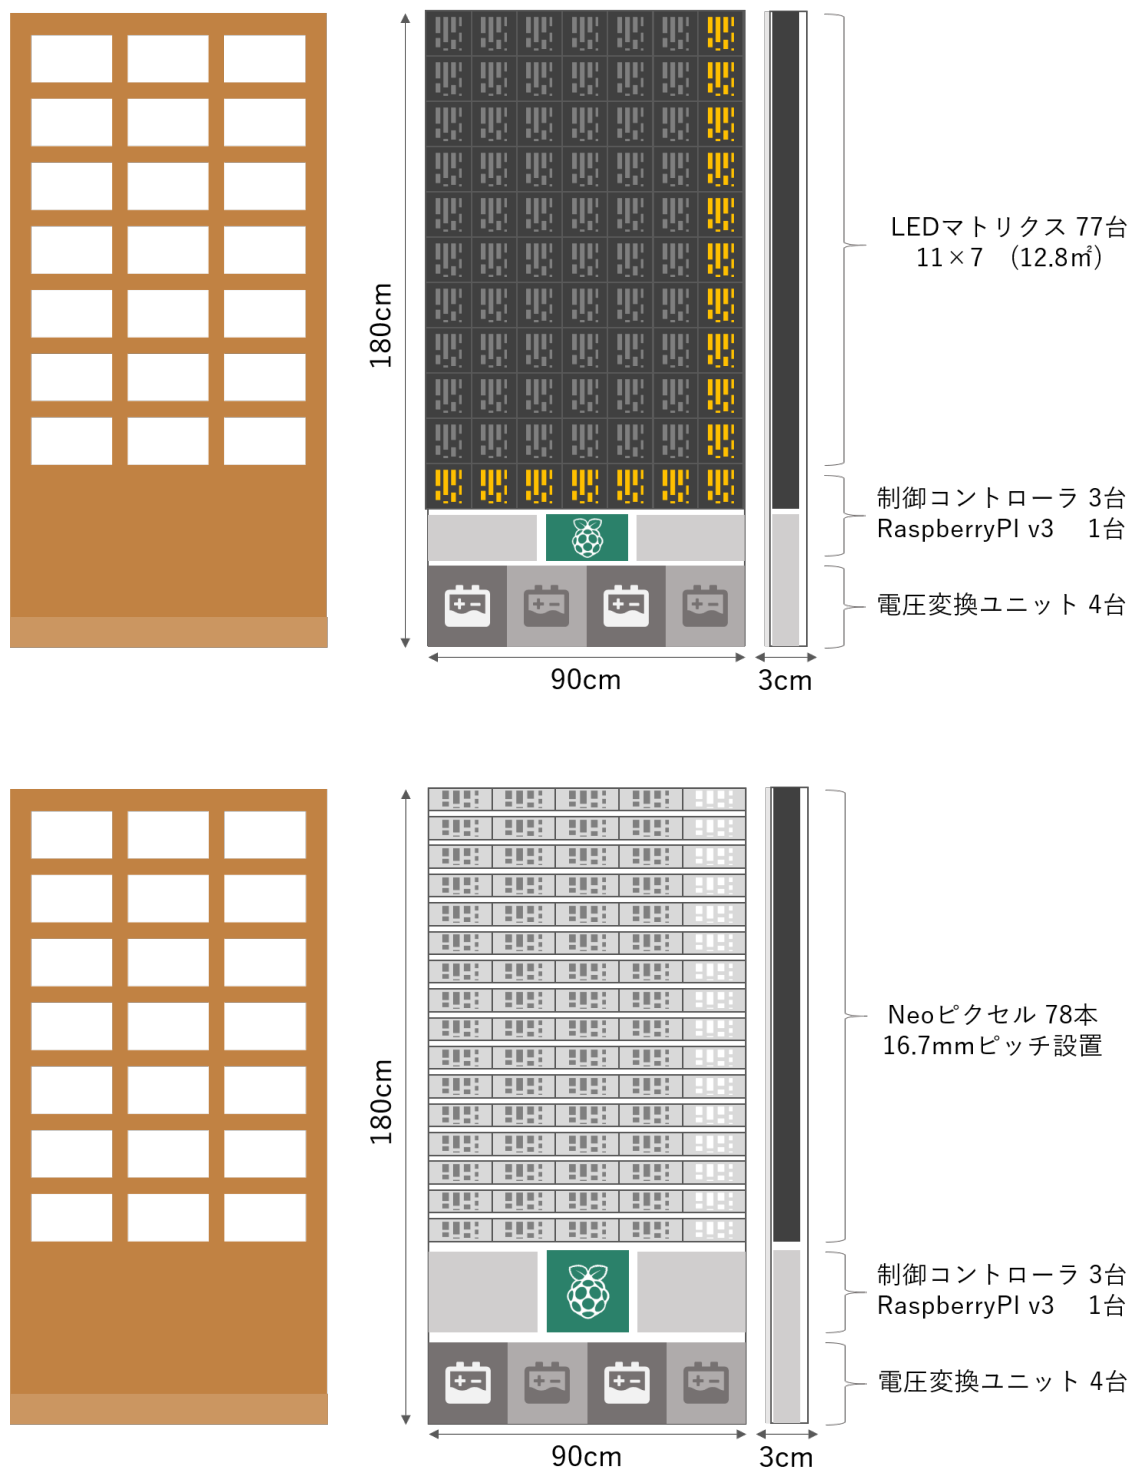 180cm
LEDマトリクス 77台
11×7 (12.8㎡)
制御コントローラ 3台
RaspberryPI v3 1台
電圧変換ユニット 4台
90cm
3cm
180cm
Neoピクセル 78本
16.7mmピッチ設置
制御コントローラ 3台
RaspberryPI v3 1台
電圧変換ユニット 4台
90cm
3cm